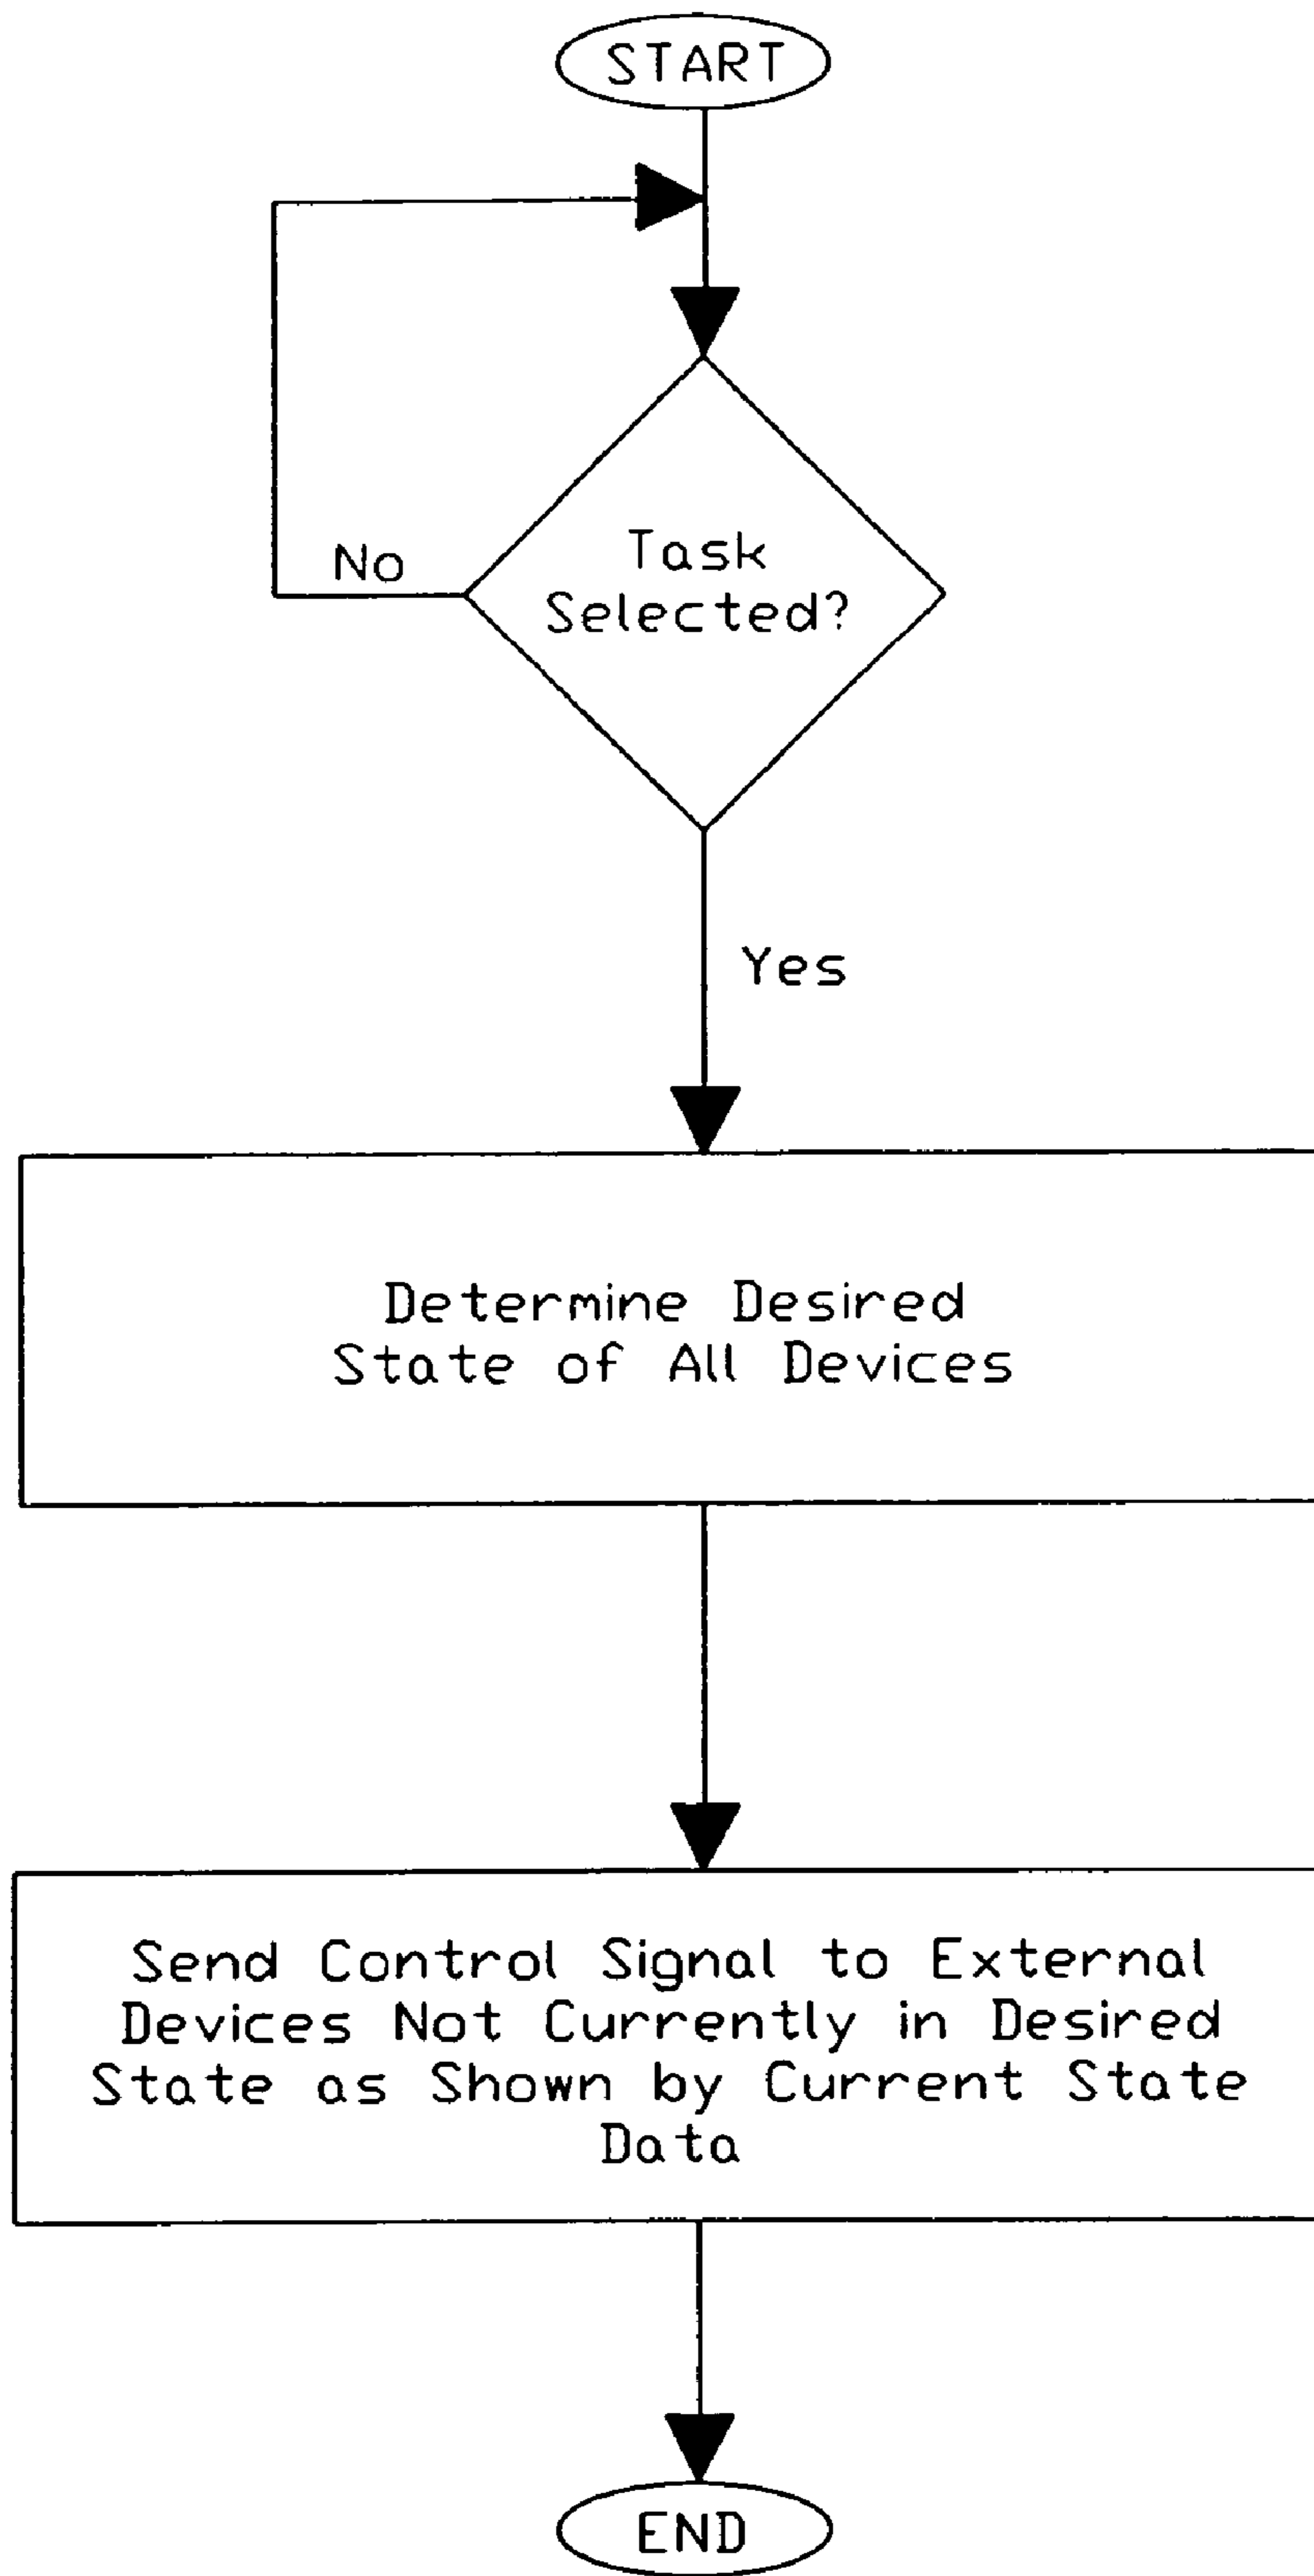 START
No
Task
Selected?
Yes
Determine Desired
State of All Devices
Send Control Signal to External
Devices Not Currently in Desired
State as Shown by Current State
Data
END